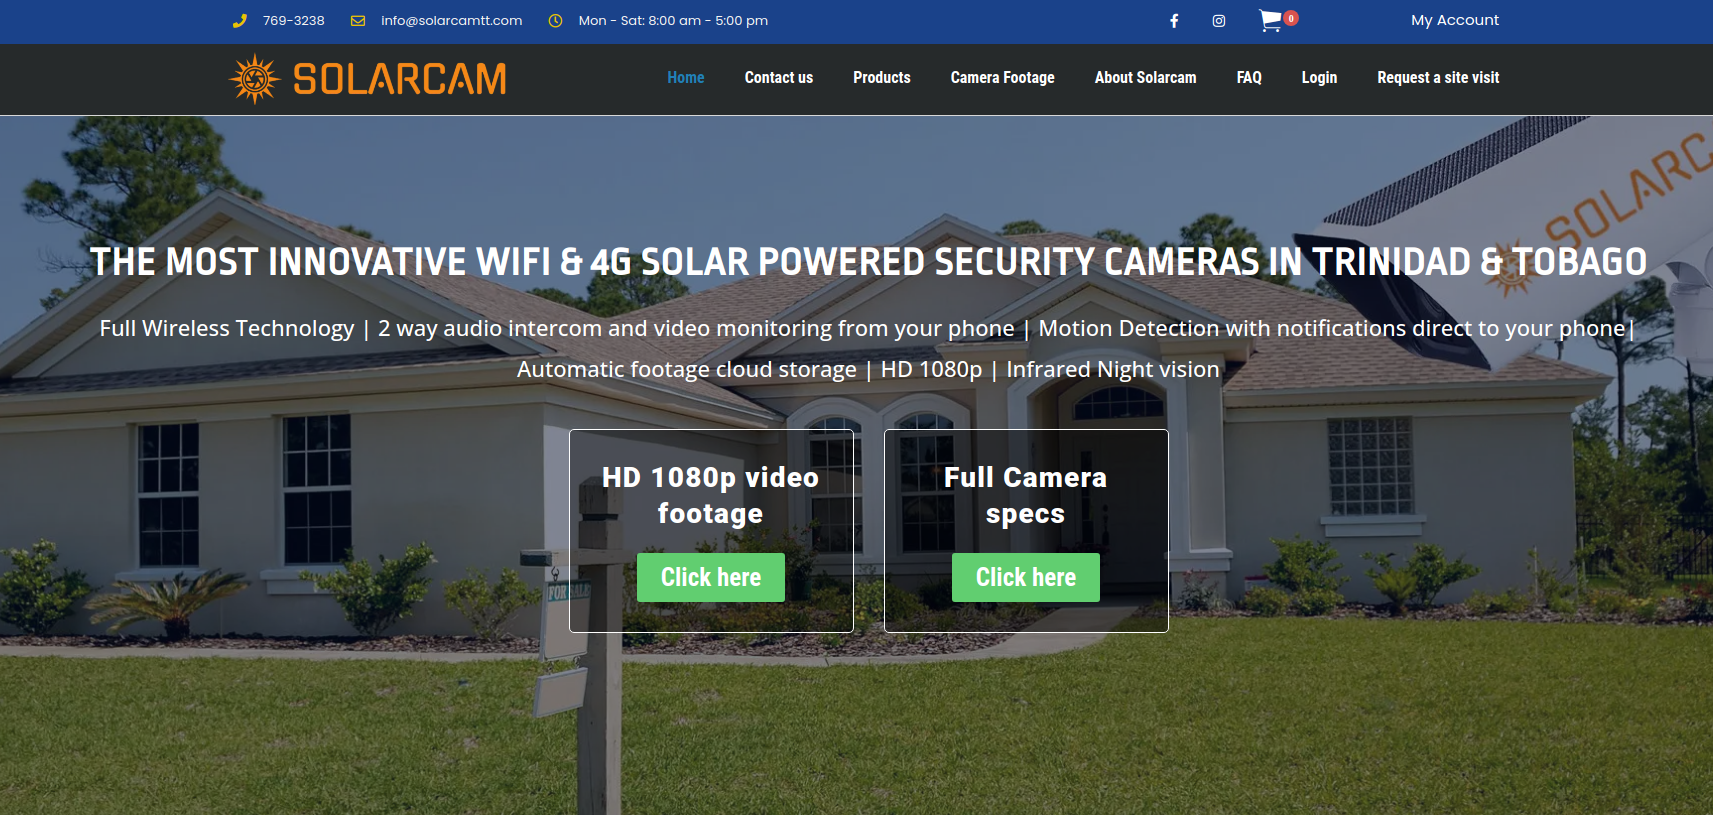 769-3238 info@solarcamtt.com Mon - Sat: 8:00 am - 5:00 pm 0 My Account
SOLARCAM Home Contact us Products Camera Footage About Solarcam FAQ Login Request a site visit
SOLARC
THE MOST INNOVATIVE WIFI & 4G SOLAR POWERED SECURITY CAMERAS IN TRINIDAD & TOBAGO
Full Wireless Technology | 2 way audio intercom and video monitoring from your phone | Motion Detection with notifications direct to your phone|
Automatic footage cloud storage | HD 1080p | Infrared Night vision
HD 1080p video
footage
Click here
Full Camera
specs
Click here
FOR SALE